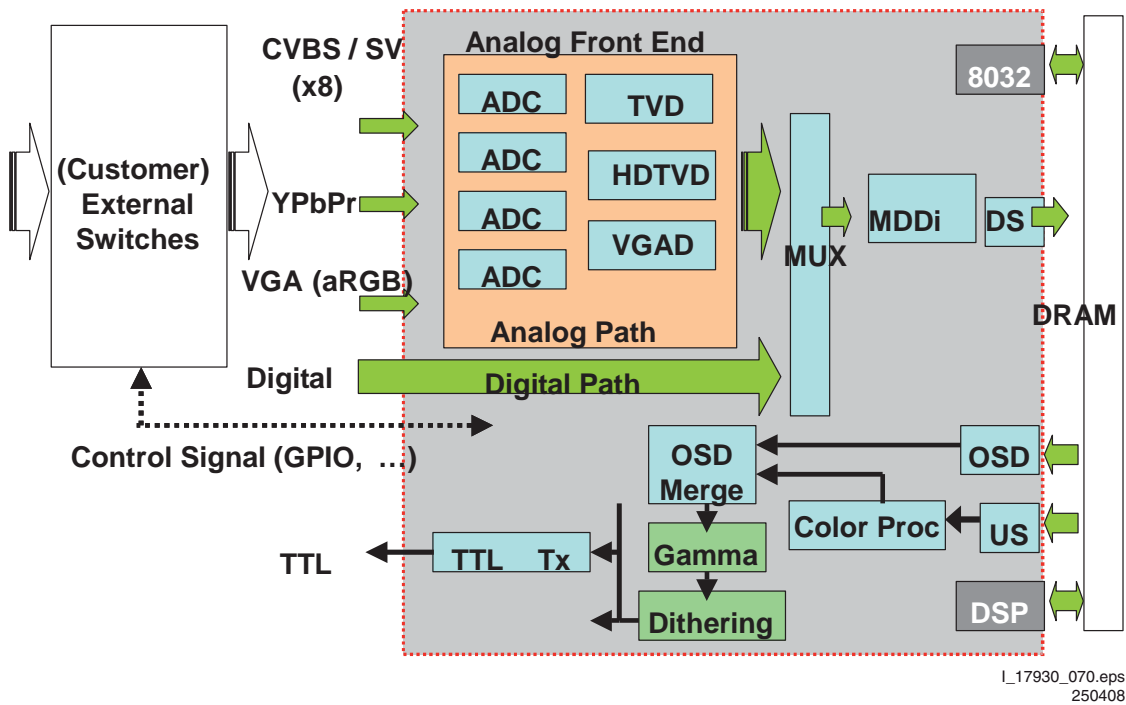 CVBS / SV
(x8)
Analog Front End
8032
ADC
TVD
(Customer)
External
Switches
ADC
HDTVD
YPbPr
ADC
VGAD
MDDi
DS
MUX
VGA (aRGB)
ADC
DRAM
Analog Path
Digital
Digital Path
Control Signal (GPIO, …)
OSD
Merge
OSD
Color Proc
US
TTL
TTL Tx
Gamma
Dithering
DSP
I_17930_070.eps
250408